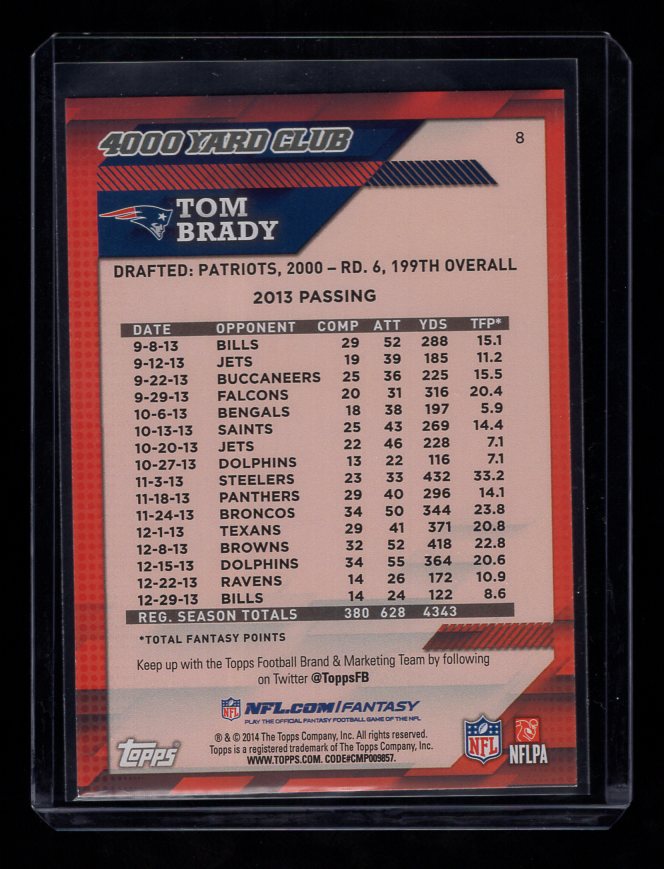 4000 YARD CLUB
8
TOM
BRADY
DRAFTED: PATRIOTS, 2000 – RD. 6, 199TH OVERALL
2013 PASSING
DATE OPPONENT COMP ATT YDS TFP*
9-8-13 BILLS 29 52 288 15.1
9-12-13 JETS 19 39 185 11.2
9-22-13 BUCCANEERS 25 36 225 15.5
9-29-13 FALCONS 20 31 316 20.4
10-6-13 BENGALS 18 38 197 5.9
10-13-13 SAINTS 25 43 269 14.4
10-20-13 JETS 22 46 228 7.1
10-27-13 DOLPHINS 13 22 116 7.1
11-3-13 STEELERS 23 33 432 33.2
11-18-13 PANTHERS 29 40 296 14.1
11-24-13 BRONCOS 34 50 344 23.8
12-1-13 TEXANS 29 41 371 20.8
12-8-13 BROWNS 32 52 418 22.8
12-15-13 DOLPHINS 34 55 364 20.6
12-22-13 RAVENS 14 26 172 10.9
12-29-13 BILLS 14 24 122 8.6
REG. SEASON TOTALS 380 628 4343
*TOTAL FANTASY POINTS
Keep up with the Topps Football Brand & Marketing Team by following
on Twitter @ToppsFB
NFL NFL.COM/FANTASY
PLAY THE OFFICIAL FANTASY FOOTBALL GAME OF THE NFL
® & © 2014 The Topps Company, Inc. All rights reserved.
Topps is a registered trademark of The Topps Company, Inc.
WWW.TOPPS.COM. CODE#CMP009857.
Topps
NFL
NFLPA